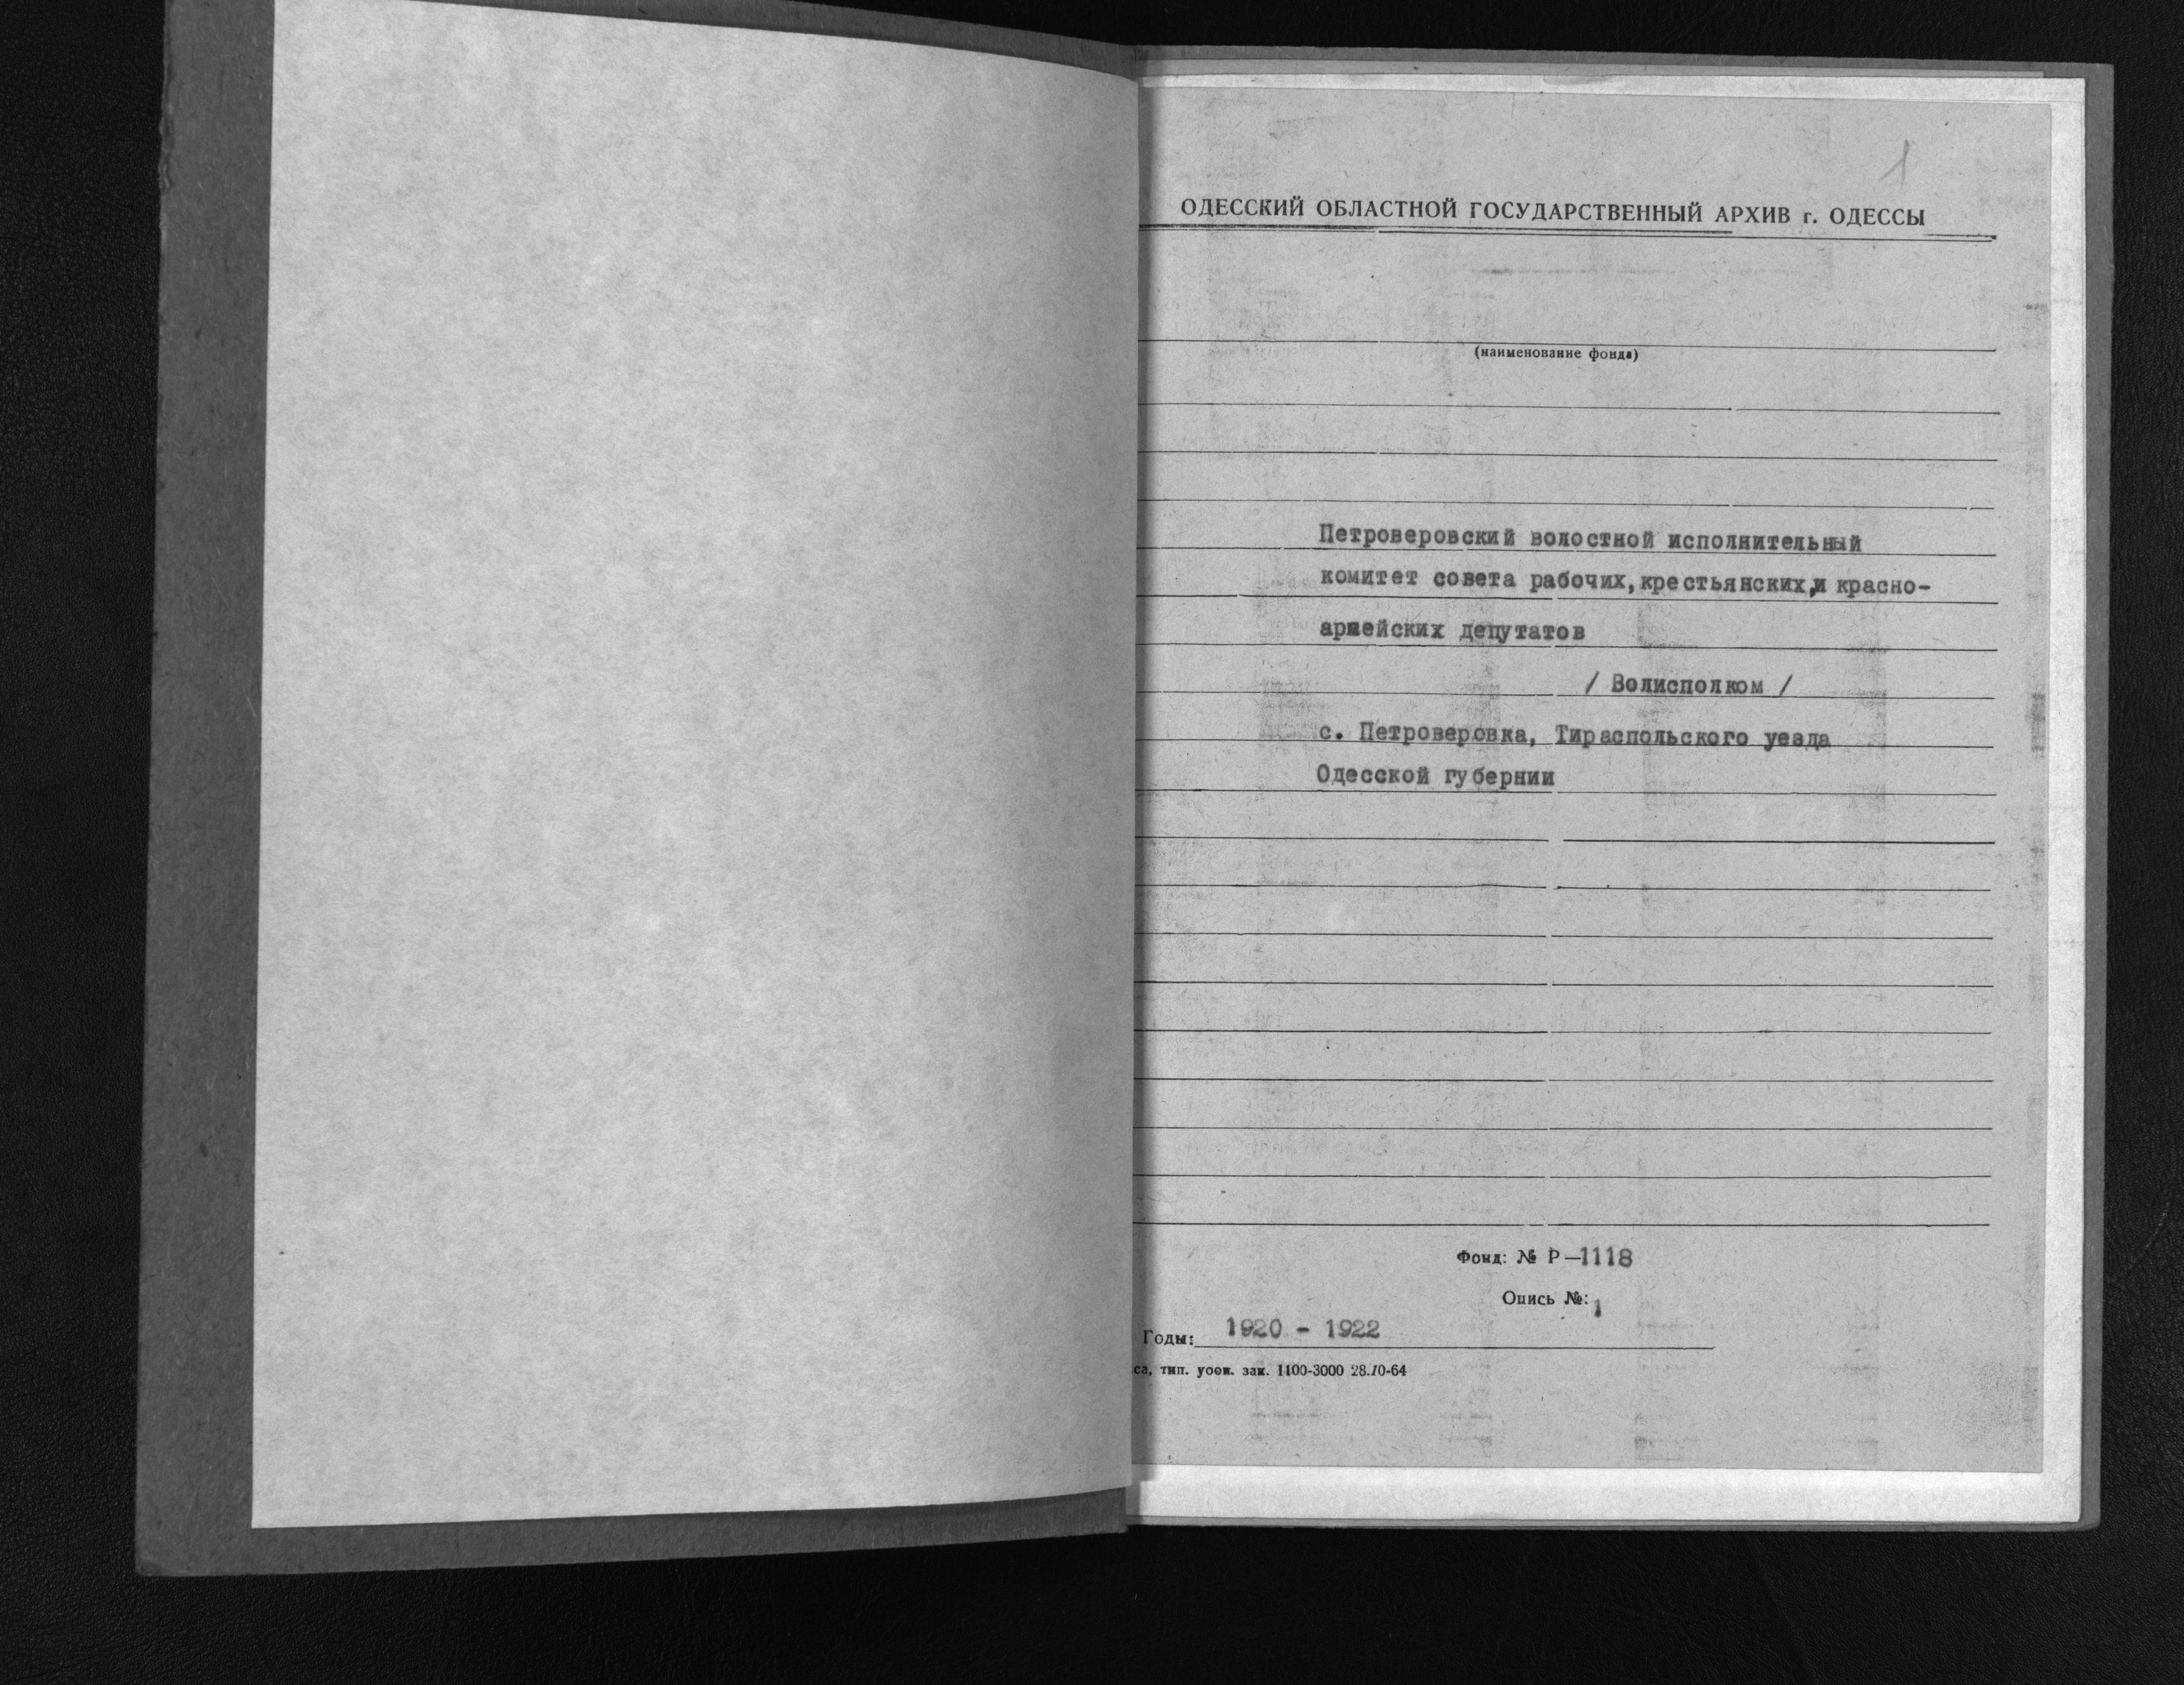 1
ОДЕССКИЙ ОБЛАСТНОЙ ГОСУДАРСТВЕННЫЙ АРХИВ г. ОДЕССЫ
(наименование фонда)
Петроверовский волостной исполнительный
комитет совета рабочих,крестьянских,и красно-
армейских депутатов
/ Волисполком /
с. Петроверовка, Тираспольского уезда
Одесской губернии
Фонд: № Р—1118
Опись №: 1
Годы: 1920 - 1922
са, тип. уооп. зак. 1100-3000 28.10-64